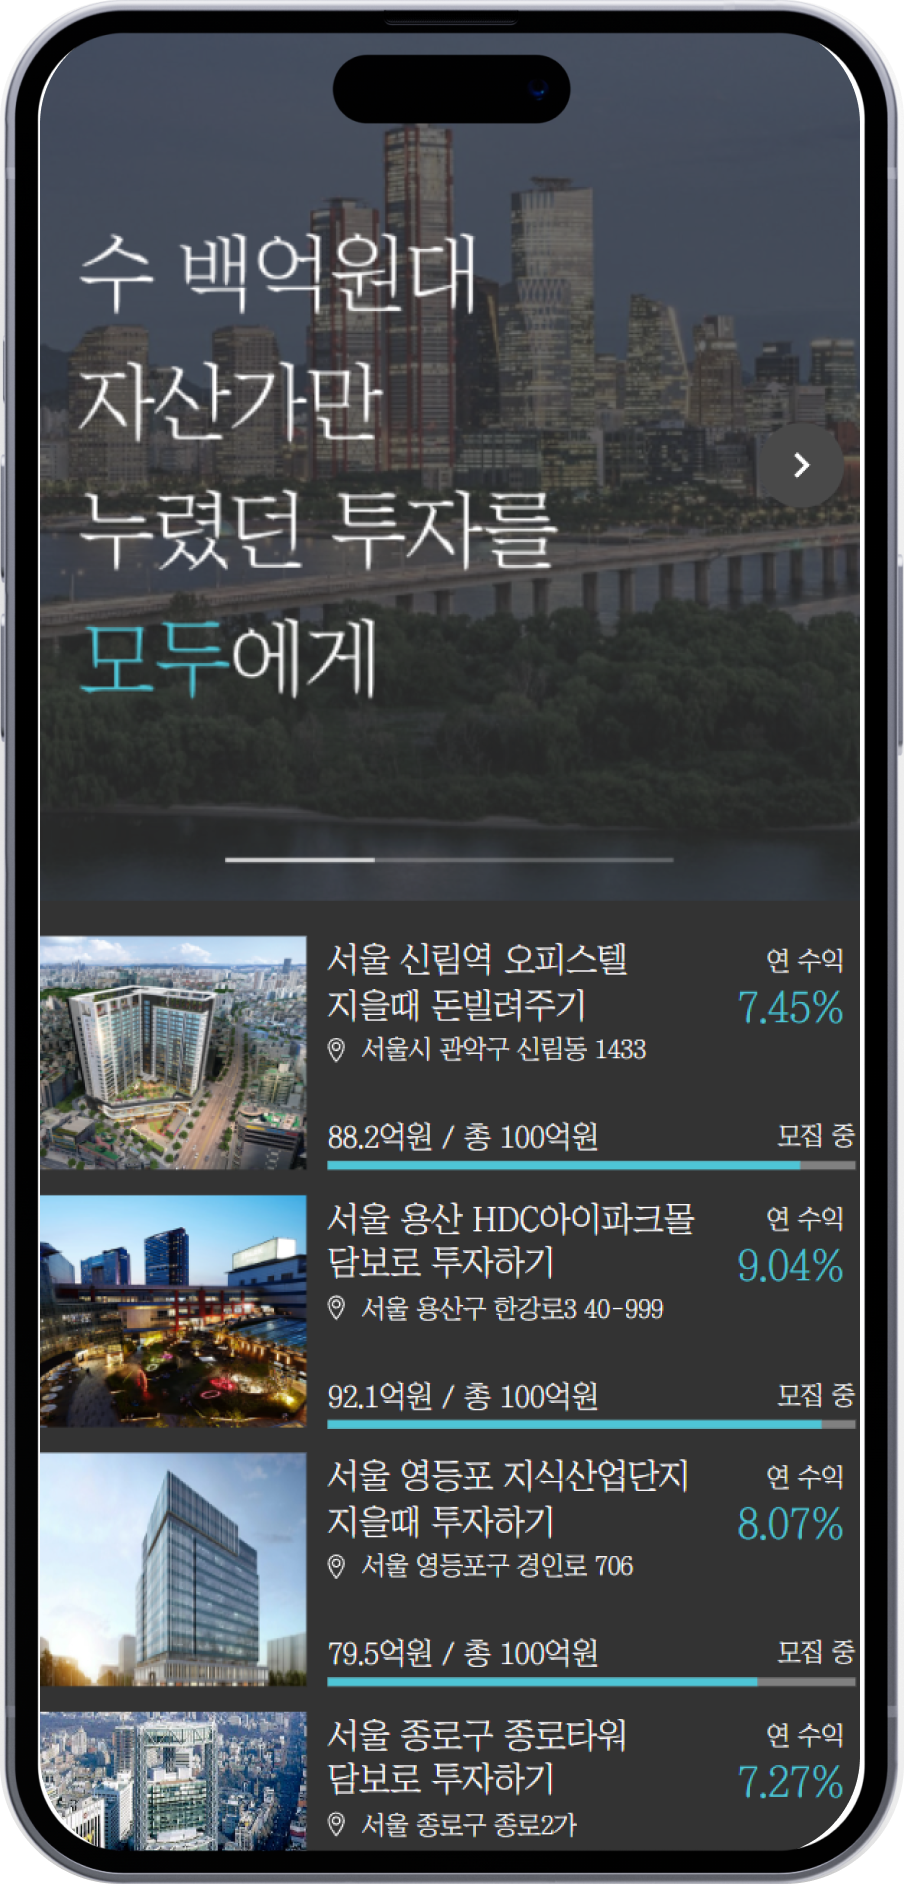 수 백억원대
자산가만
누렸던 투자를
모두에게
서울 신림역 오피스텔
지을때 돈빌려주기
서울시 관악구 신림동 1433
연 수익
7.45%
88.2억원 / 총 100억원
모집 중
서울 용산 HDC아이파크몰
담보로 투자하기
서울 용산구 한강로3 40-999
연 수익
9.04%
92.1억원 / 총 100억원
모집 중
서울 영등포 지식산업단지
지을때 투자하기
서울 영등포구 경인로 706
연 수익
8.07%
79.5억원 / 총 100억원
모집 중
서울 종로구 종로타워
담보로 투자하기
서울 종로구 종로2가
연 수익
7.27%